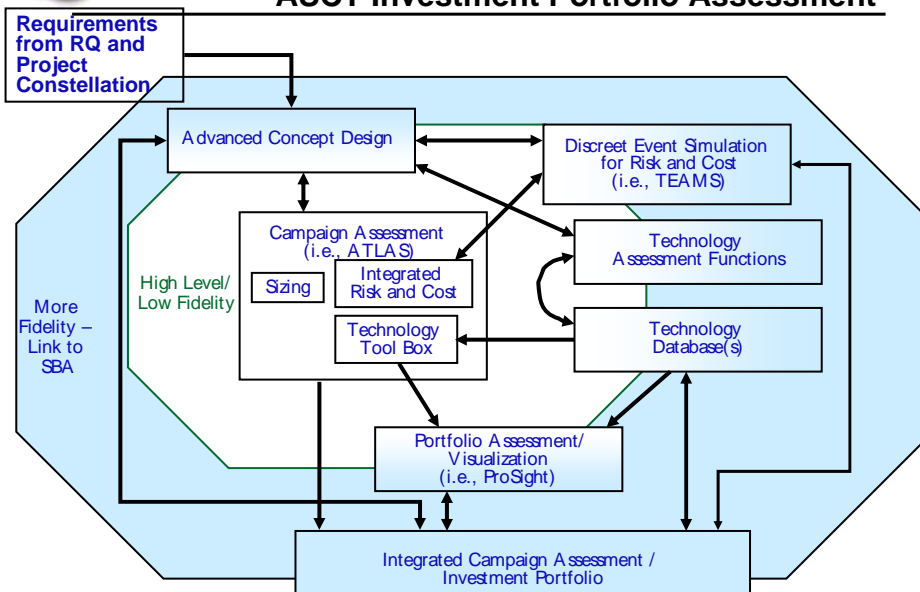 ASCT Investment Portfolio Assessment
Requirements
from RQ and
Project
Constellation
Advanced Concept Design
Discreet Event Simulation
for Risk and Cost
(i.e., TEAMS)
Campaign Assessment
(i.e., ATLAS)
Technology
Assessment Functions
High Level/
Low Fidelity
Sizing
Integrated
Risk and Cost
More
Fidelity –
Link to
SBA
Technology
Tool Box
Technology
Database(s)
Portfolio Assessment/
Visualization
(i.e., ProSight)
Integrated Campaign Assessment /
Investment Portfolio